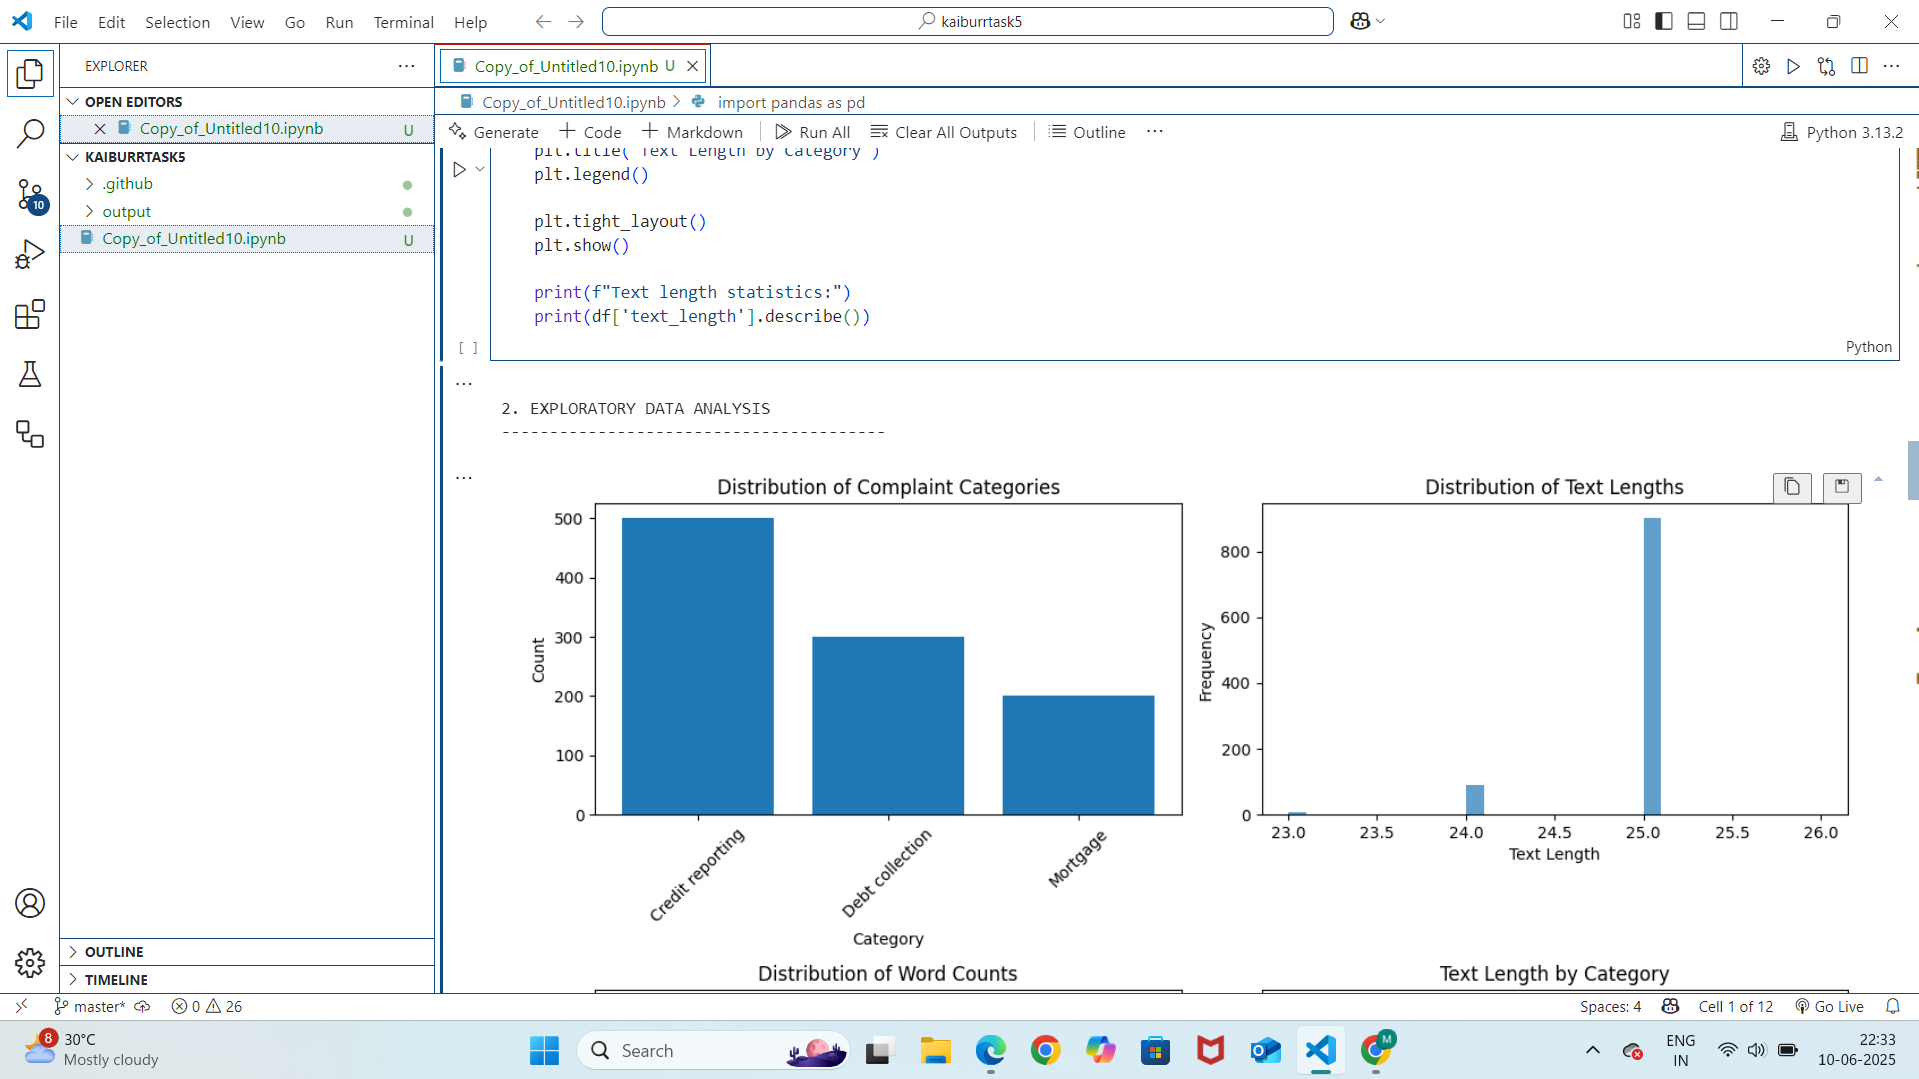 File Edit Selection View Go Run Terminal Help
kaiburrtask5
EXPLORER
OPEN EDITORS
Copy_of_Untitled10.ipynb U
KAIBURRTASK5
.github
output
Copy_of_Untitled10.ipynb U
10
OUTLINE
TIMELINE
Copy_of_Untitled10.ipynb U
Copy_of_Untitled10.ipynb > import pandas as pd
Generate + Code + Markdown Run All Clear All Outputs Outline ...
Python 3.13.2
plt.title('Text Length by Category')
plt.legend()
plt.tight_layout()
plt.show()
print(f"Text length statistics:")
print(df['text_length'].describe())
[ ]
Python
2. EXPLORATORY DATA ANALYSIS
----------------------------------------
Distribution of Complaint Categories
500
400
300
200
100
0
Count
Credit reporting
Debt collection
Mortgage
Category
Distribution of Text Lengths
800
600
400
200
0
Frequency
23.0 23.5 24.0 24.5 25.0 25.5 26.0
Text Length
Distribution of Word Counts
Text Length by Category
master* 0 26
Spaces: 4 Cell 1 of 12 Go Live
8
30°C
Mostly cloudy
Search
M
ENG
IN
22:33
10-06-2025